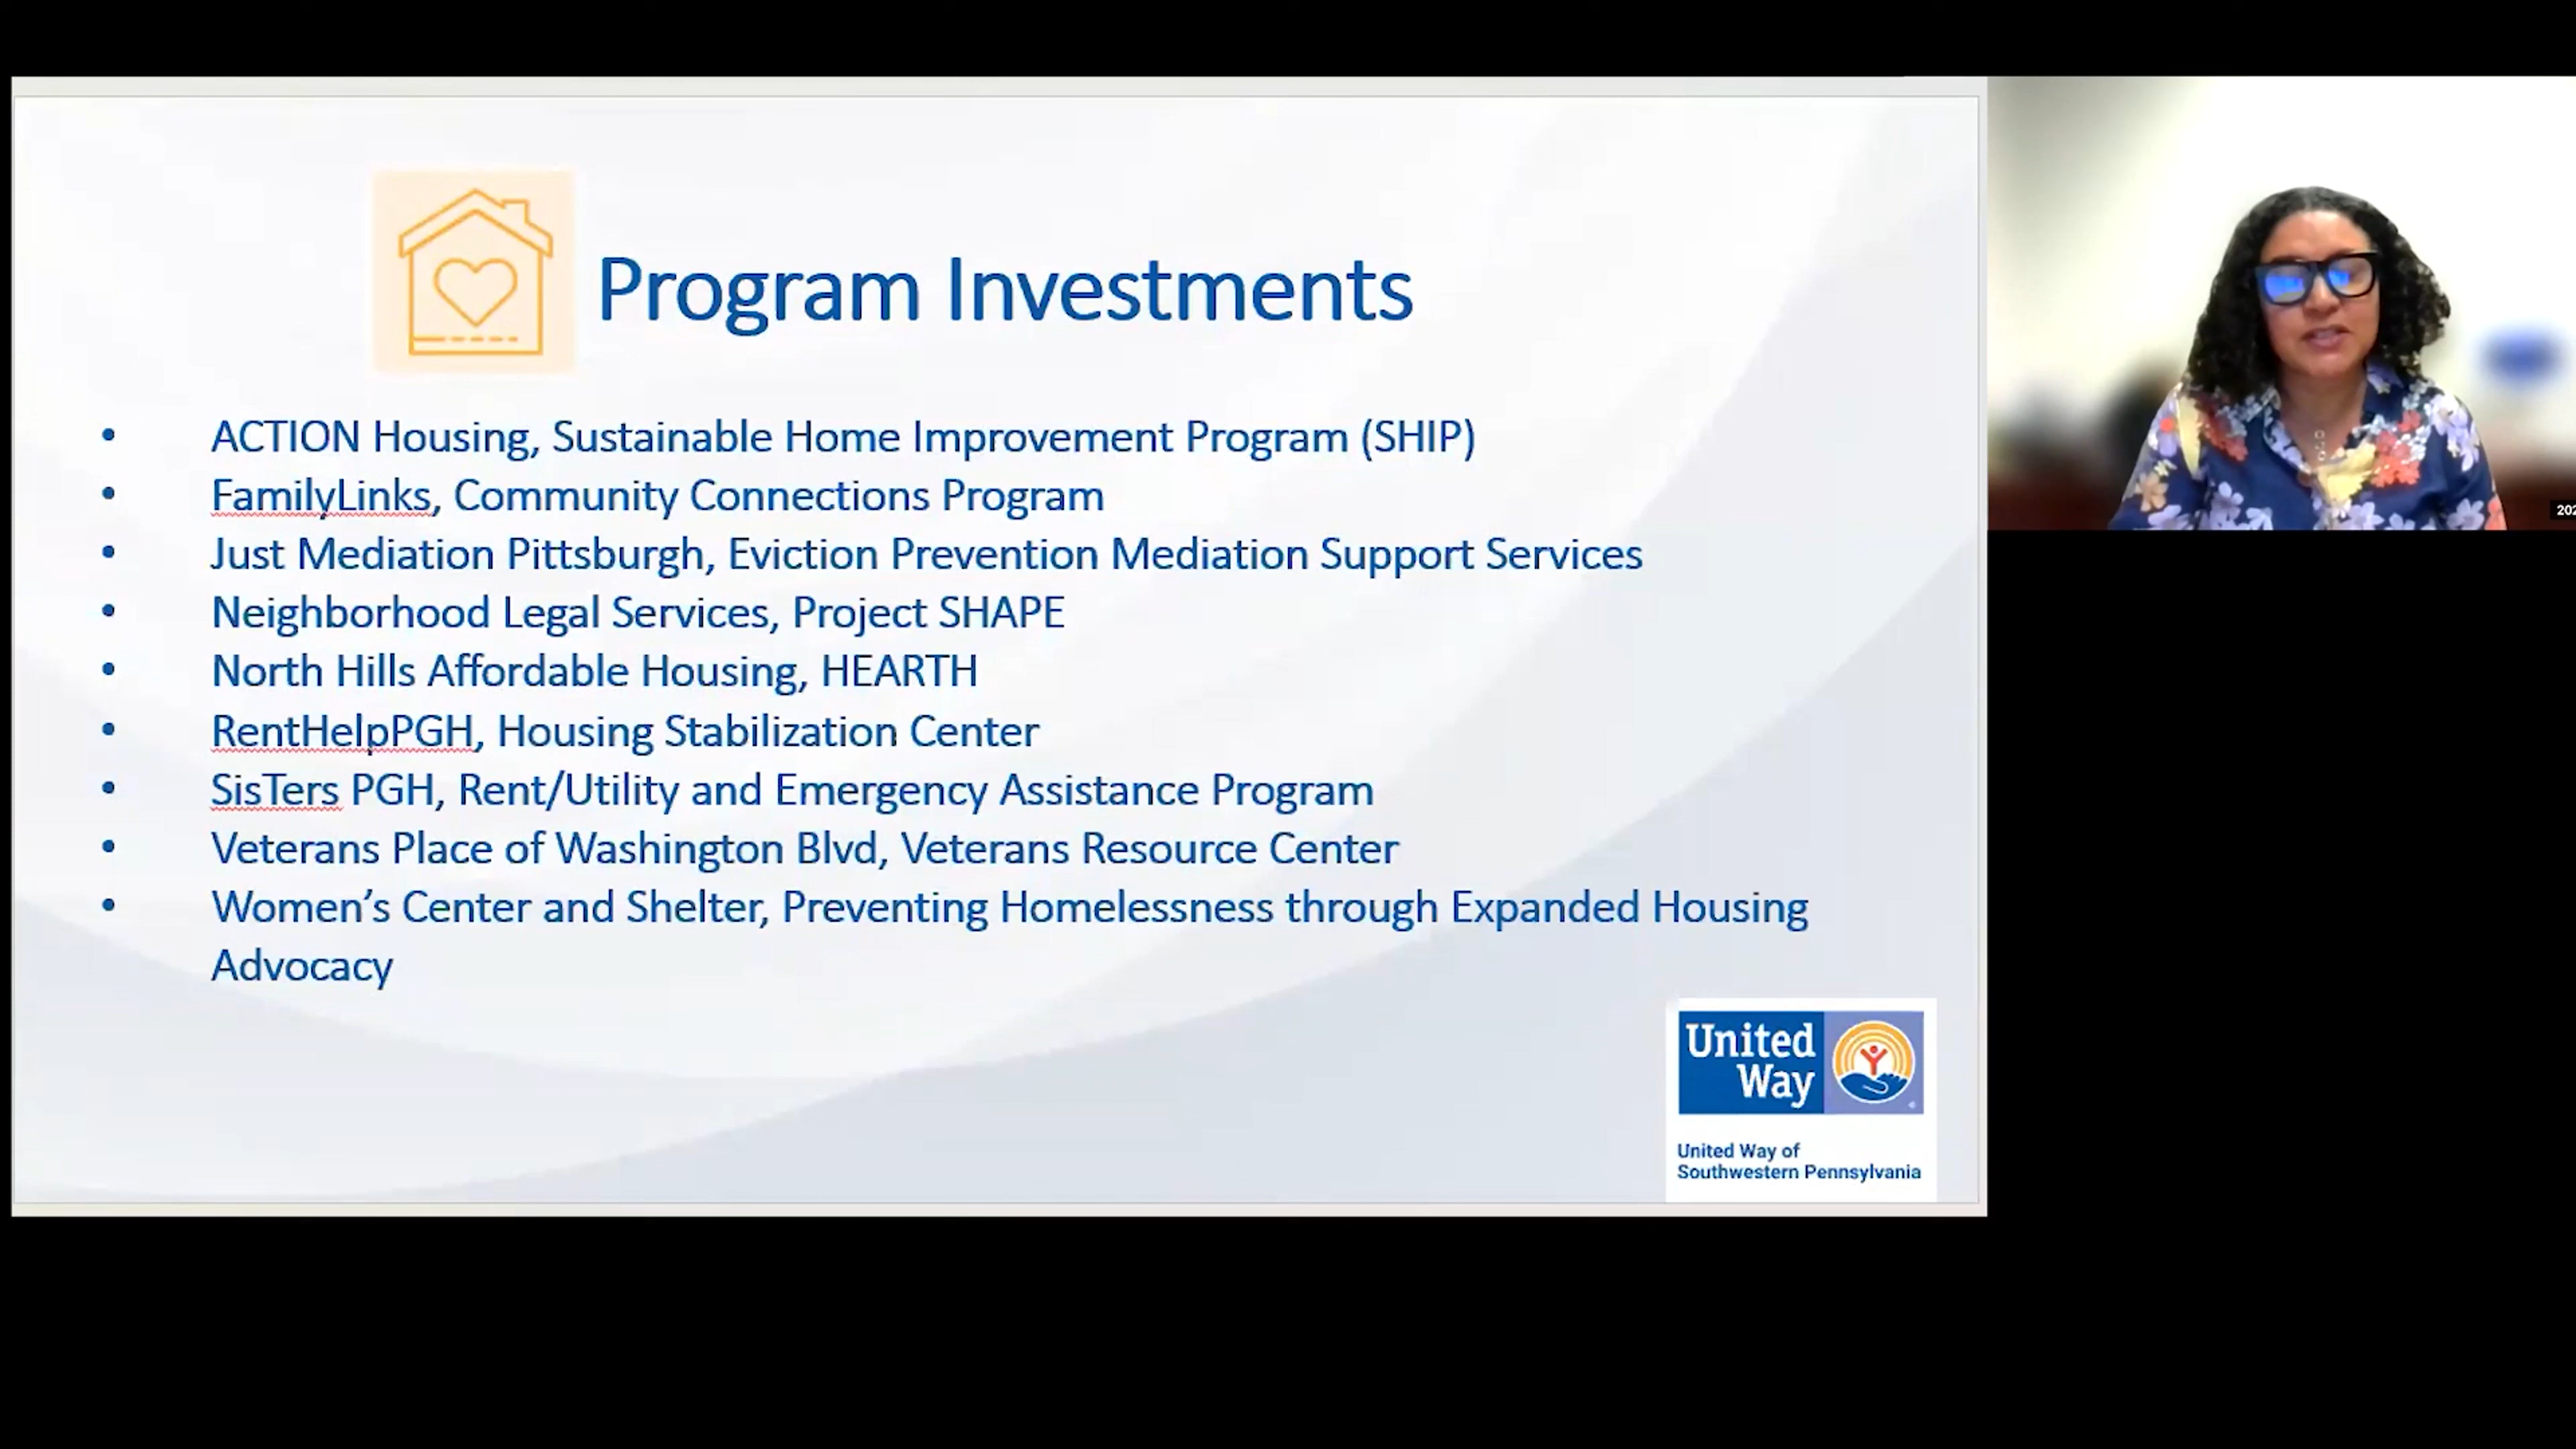 Program Investments
• ACTION Housing, Sustainable Home Improvement Program (SHIP)
• FamilyLinks, Community Connections Program
• Just Mediation Pittsburgh, Eviction Prevention Mediation Support Services
• Neighborhood Legal Services, Project SHAPE
• North Hills Affordable Housing, HEARTH
• RentHelpPGH, Housing Stabilization Center
• SisTers PGH, Rent/Utility and Emergency Assistance Program
• Veterans Place of Washington Blvd, Veterans Resource Center
• Women’s Center and Shelter, Preventing Homelessness through Expanded Housing
Advocacy
United
Way
United Way of
Southwestern Pennsylvania